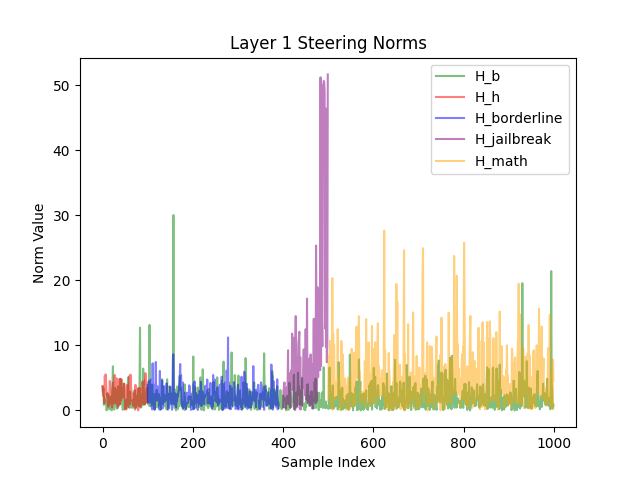 Layer 1 Steering Norms
H_b
H_h
H_borderline
H_jailbreak
H_math
Norm Value
50
40
30
20
10
0
0 200 400 600 800 1000
Sample Index